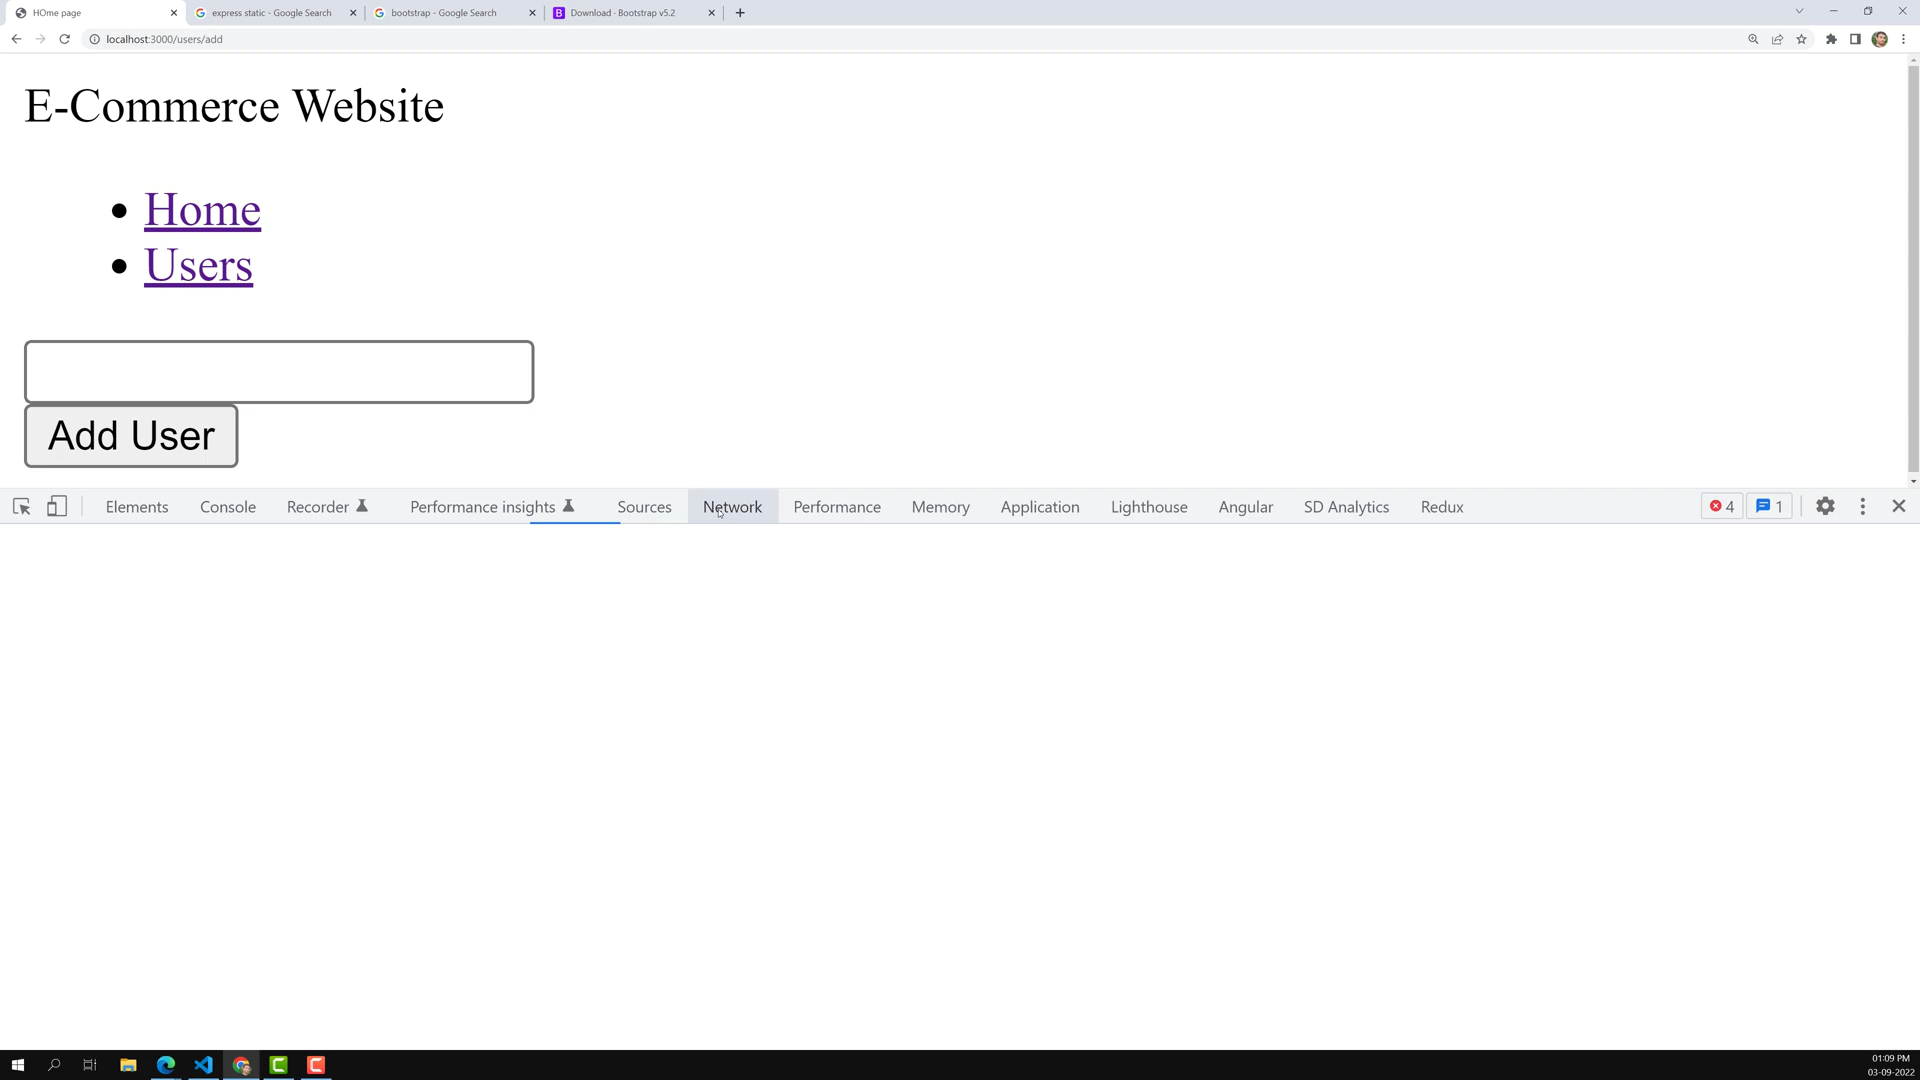 HOme page
express static - Google Search
bootstrap - Google Search
Download · Bootstrap v5.2
localhost:3000/users/add
E-Commerce Website
Home
Users
Add User
Elements
Console
Recorder
Performance insights
Sources
Network
Performance
Memory
Application
Lighthouse
Angular
SD Analytics
Redux
4
1
01:09 PM
03-09-2022